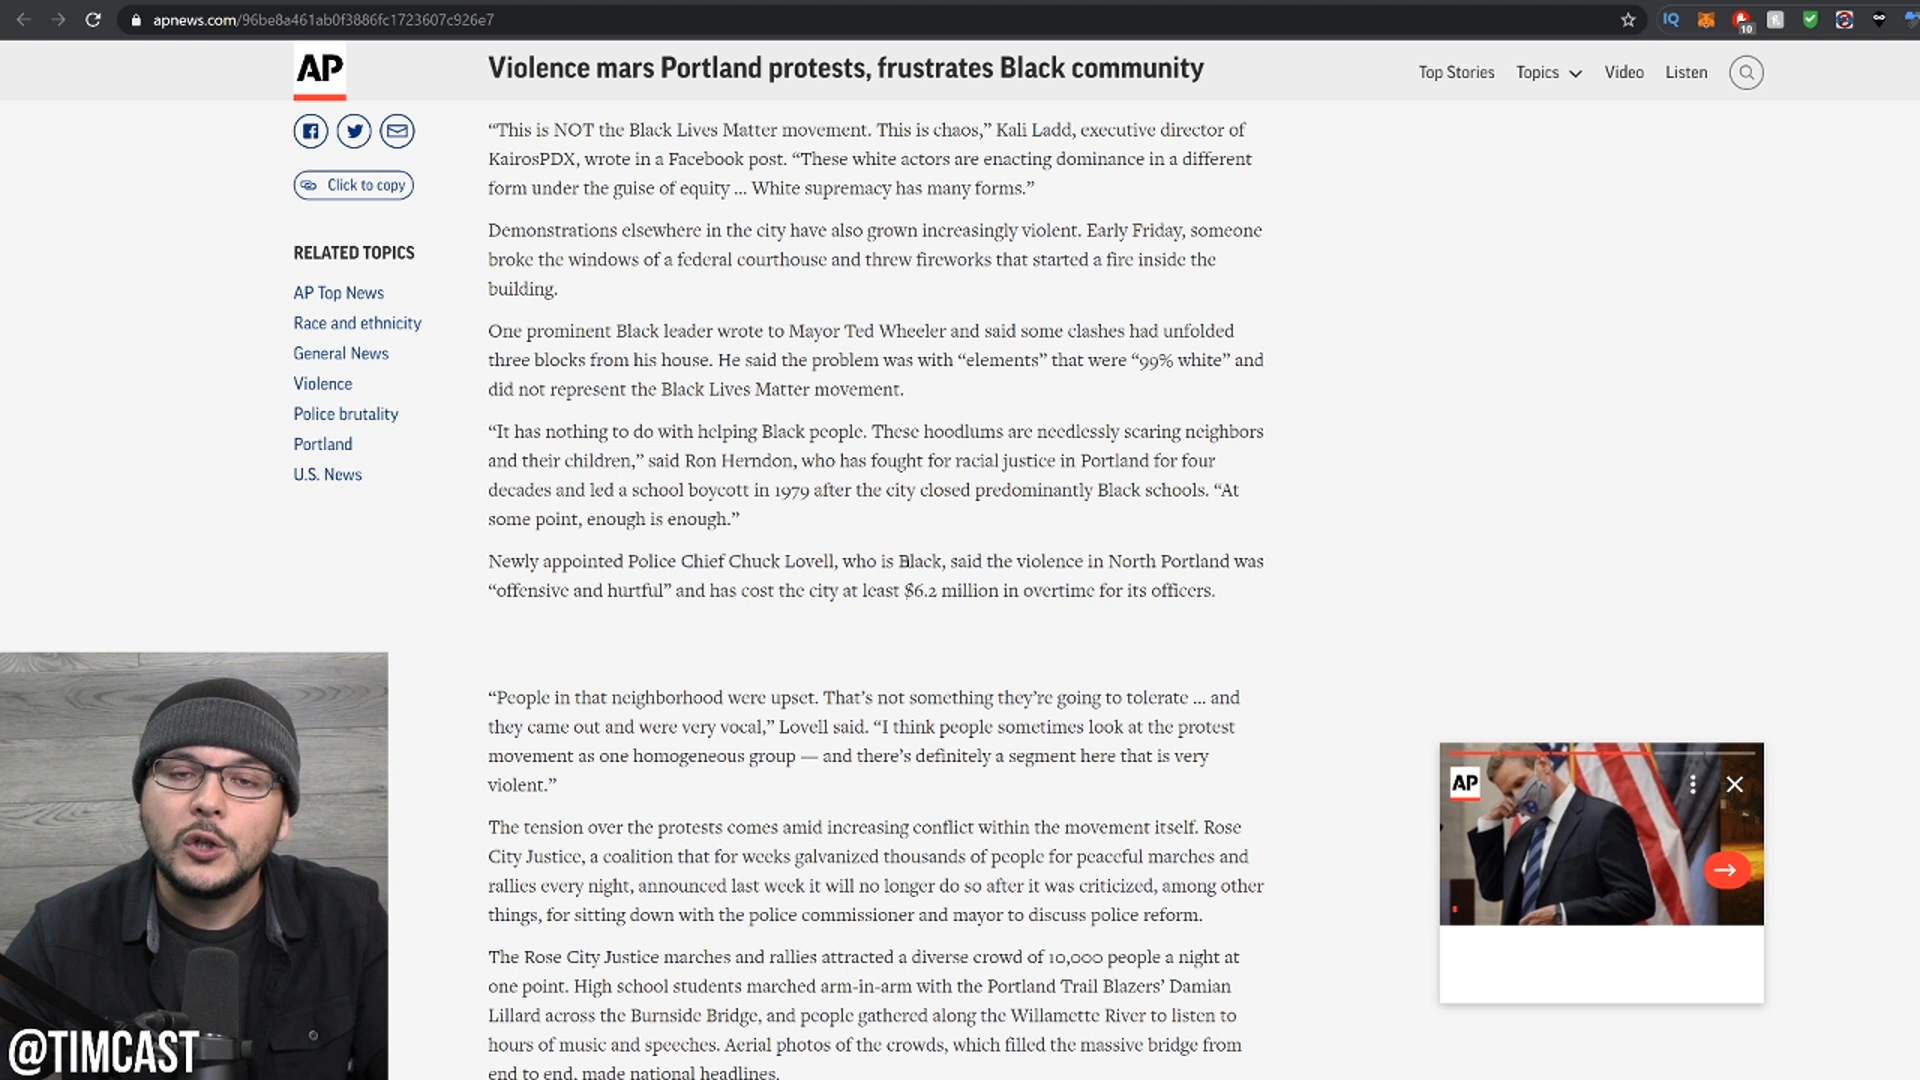 apnews.com/96be8a461ab0f3886fc1723607c926e7
IQ
10
AP
Violence mars Portland protests, frustrates Black community
Top Stories
Topics
Video
Listen
Click to copy
RELATED TOPICS
AP Top News
Race and ethnicity
General News
Violence
Police brutality
Portland
U.S. News
“This is NOT the Black Lives Matter movement. This is chaos,” Kali Ladd, executive director of
KairosPDX, wrote in a Facebook post. “These white actors are enacting dominance in a different
form under the guise of equity ... White supremacy has many forms.”
Demonstrations elsewhere in the city have also grown increasingly violent. Early Friday, someone
broke the windows of a federal courthouse and threw fireworks that started a fire inside the
building.
One prominent Black leader wrote to Mayor Ted Wheeler and said some clashes had unfolded
three blocks from his house. He said the problem was with “elements” that were “99% white” and
did not represent the Black Lives Matter movement.
“It has nothing to do with helping Black people. These hoodlums are needlessly scaring neighbors
and their children,” said Ron Herndon, who has fought for racial justice in Portland for four
decades and led a school boycott in 1979 after the city closed predominantly Black schools. “At
some point, enough is enough.”
Newly appointed Police Chief Chuck Lovell, who is Black, said the violence in North Portland was
“offensive and hurtful” and has cost the city at least $6.2 million in overtime for its officers.
“People in that neighborhood were upset. That’s not something they’re going to tolerate ... and
they came out and were very vocal,” Lovell said. “I think people sometimes look at the protest
movement as one homogeneous group — and there’s definitely a segment here that is very
violent.”
The tension over the protests comes amid increasing conflict within the movement itself. Rose
City Justice, a coalition that for weeks galvanized thousands of people for peaceful marches and
rallies every night, announced last week it will no longer do so after it was criticized, among other
things, for sitting down with the police commissioner and mayor to discuss police reform.
The Rose City Justice marches and rallies attracted a diverse crowd of 10,000 people a night at
one point. High school students marched arm-in-arm with the Portland Trail Blazers’ Damian
Lillard across the Burnside Bridge, and people gathered along the Willamette River to listen to
hours of music and speeches. Aerial photos of the crowds, which filled the massive bridge from
end to end, made national headlines.
AP
@TIMCAST